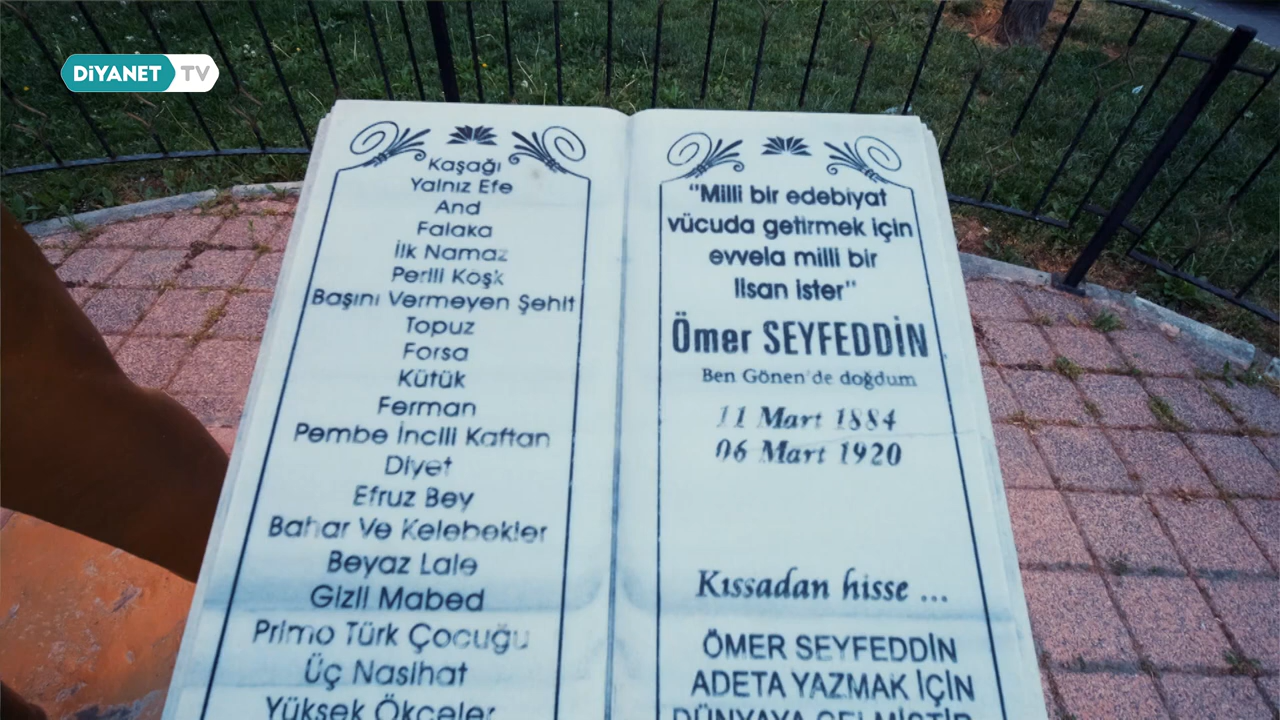 DİYANET TV
Kaşağı
Yalnız Efe
And
Falaka
İlk Namaz
Perili Köşk
Başını Vermeyen Şehit
Topuz
Forsa
Kütük
Ferman
Pembe İncili Kaftan
Diyet
Efruz Bey
Bahar Ve Kelebekler
Beyaz Lale
Gizli Mabed
Primo Türk Çocuğu
Üç Nasihat
Yüksek Ökçeler
"Milli bir edebiyat
vücuda getirmek için
evvela milli bir
lisan ister"
Ömer SEYFEDDİN
Ben Gönen'de doğdum
11 Mart 1884
06 Mart 1920
Kıssadan hisse ...
ÖMER SEYFEDDİN
ADETA YAZMAK İÇİN
DÜNYAYA GELMİŞTİR